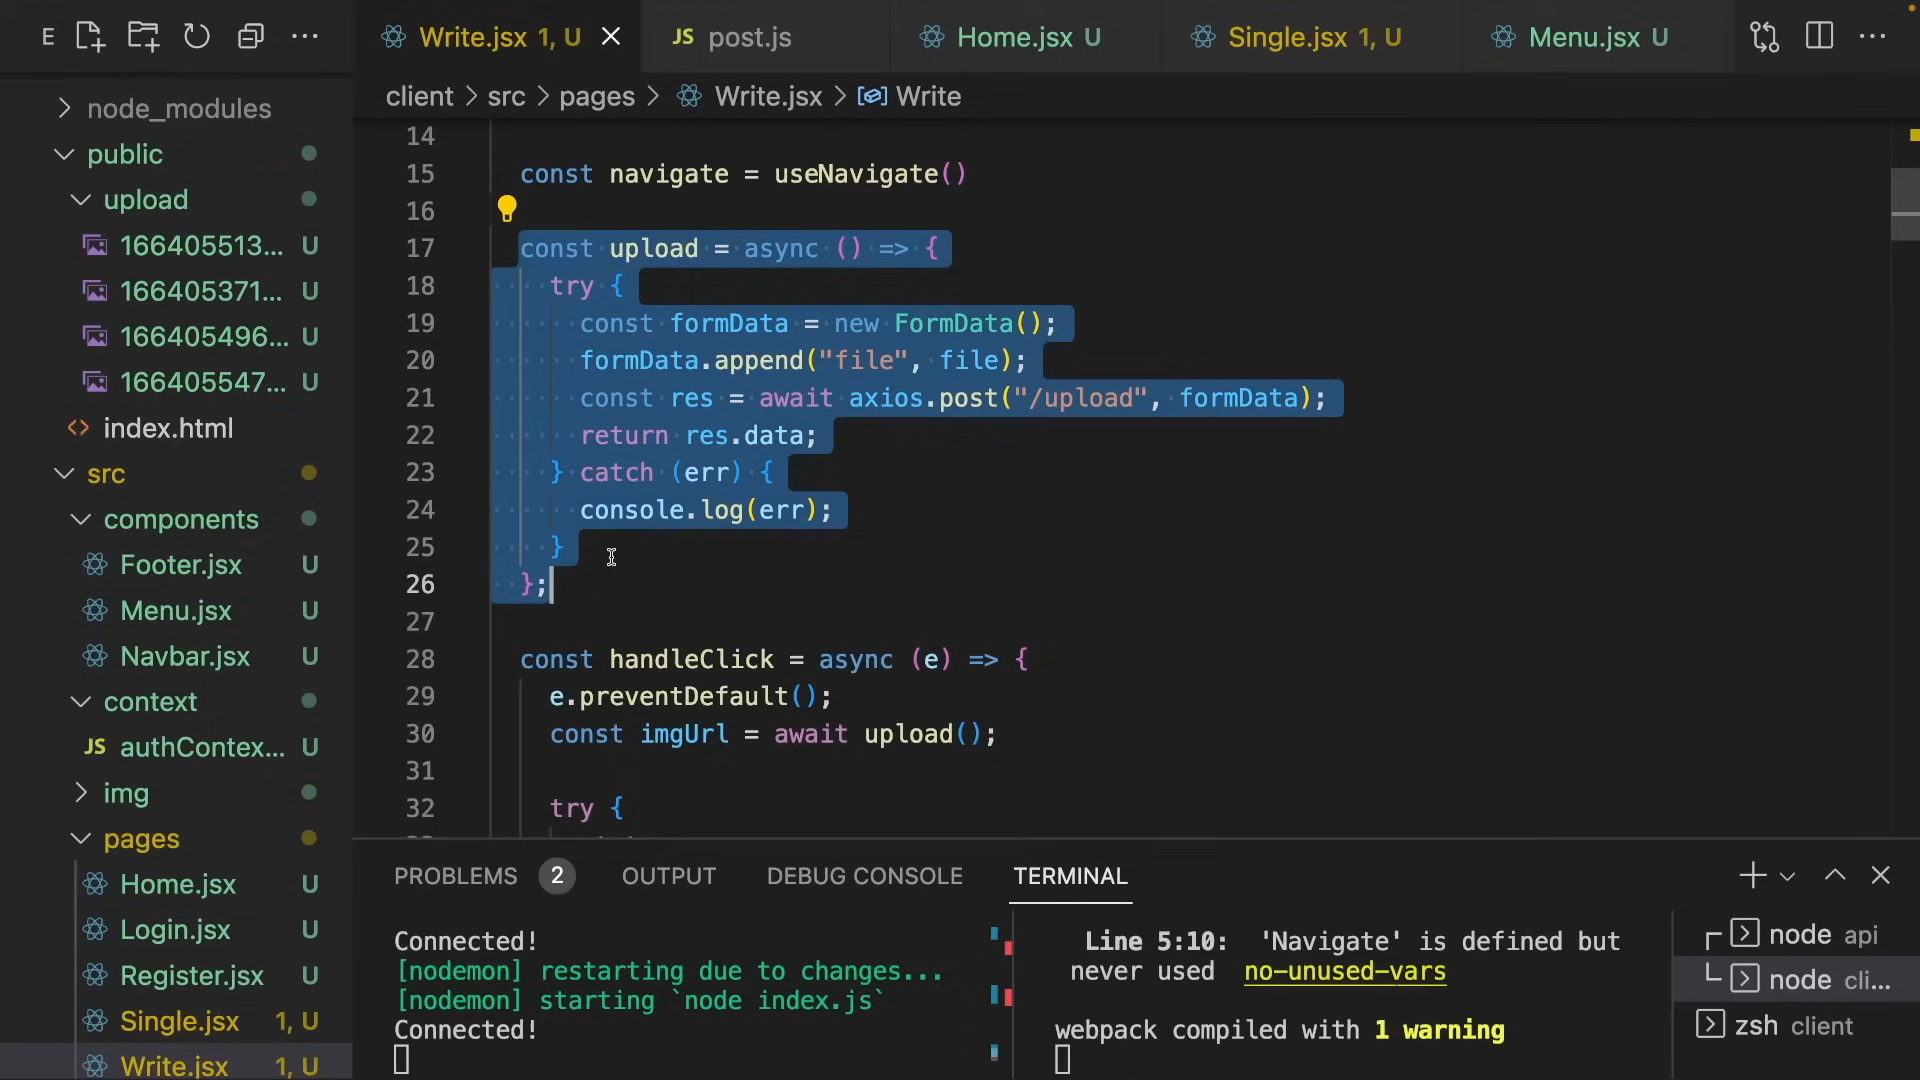 E
Write.jsx 1, U
JS post.js
Home.jsx U
Single.jsx 1, U
Menu.jsx U
client > src > pages > Write.jsx > Write
node_modules
public
upload
166405513... U
166405371... U
166405496... U
166405547... U
index.html
src
components
Footer.jsx U
Menu.jsx U
Navbar.jsx U
context
JS authContex... U
img
pages
Home.jsx U
Login.jsx U
Register.jsx U
Single.jsx 1, U
Write.jsx 1, U
14
15 const navigate = useNavigate()
16
17 const upload = async () => {
18 try {
19 const formData = new FormData();
20 formData.append("file", file);
21 const res = await axios.post("/upload", formData);
22 return res.data;
23 } catch (err) {
24 console.log(err);
25 }
26 };
27
28 const handleClick = async (e) => {
29 e.preventDefault();
30 const imgUrl = await upload();
31
32 try {
PROBLEMS 2 OUTPUT DEBUG CONSOLE TERMINAL
Connected!
[nodemon] restarting due to changes...
[nodemon] starting `node index.js`
Connected!
Line 5:10: 'Navigate' is defined but
never used no-unused-vars
webpack compiled with 1 warning
node api
node cli...
zsh client